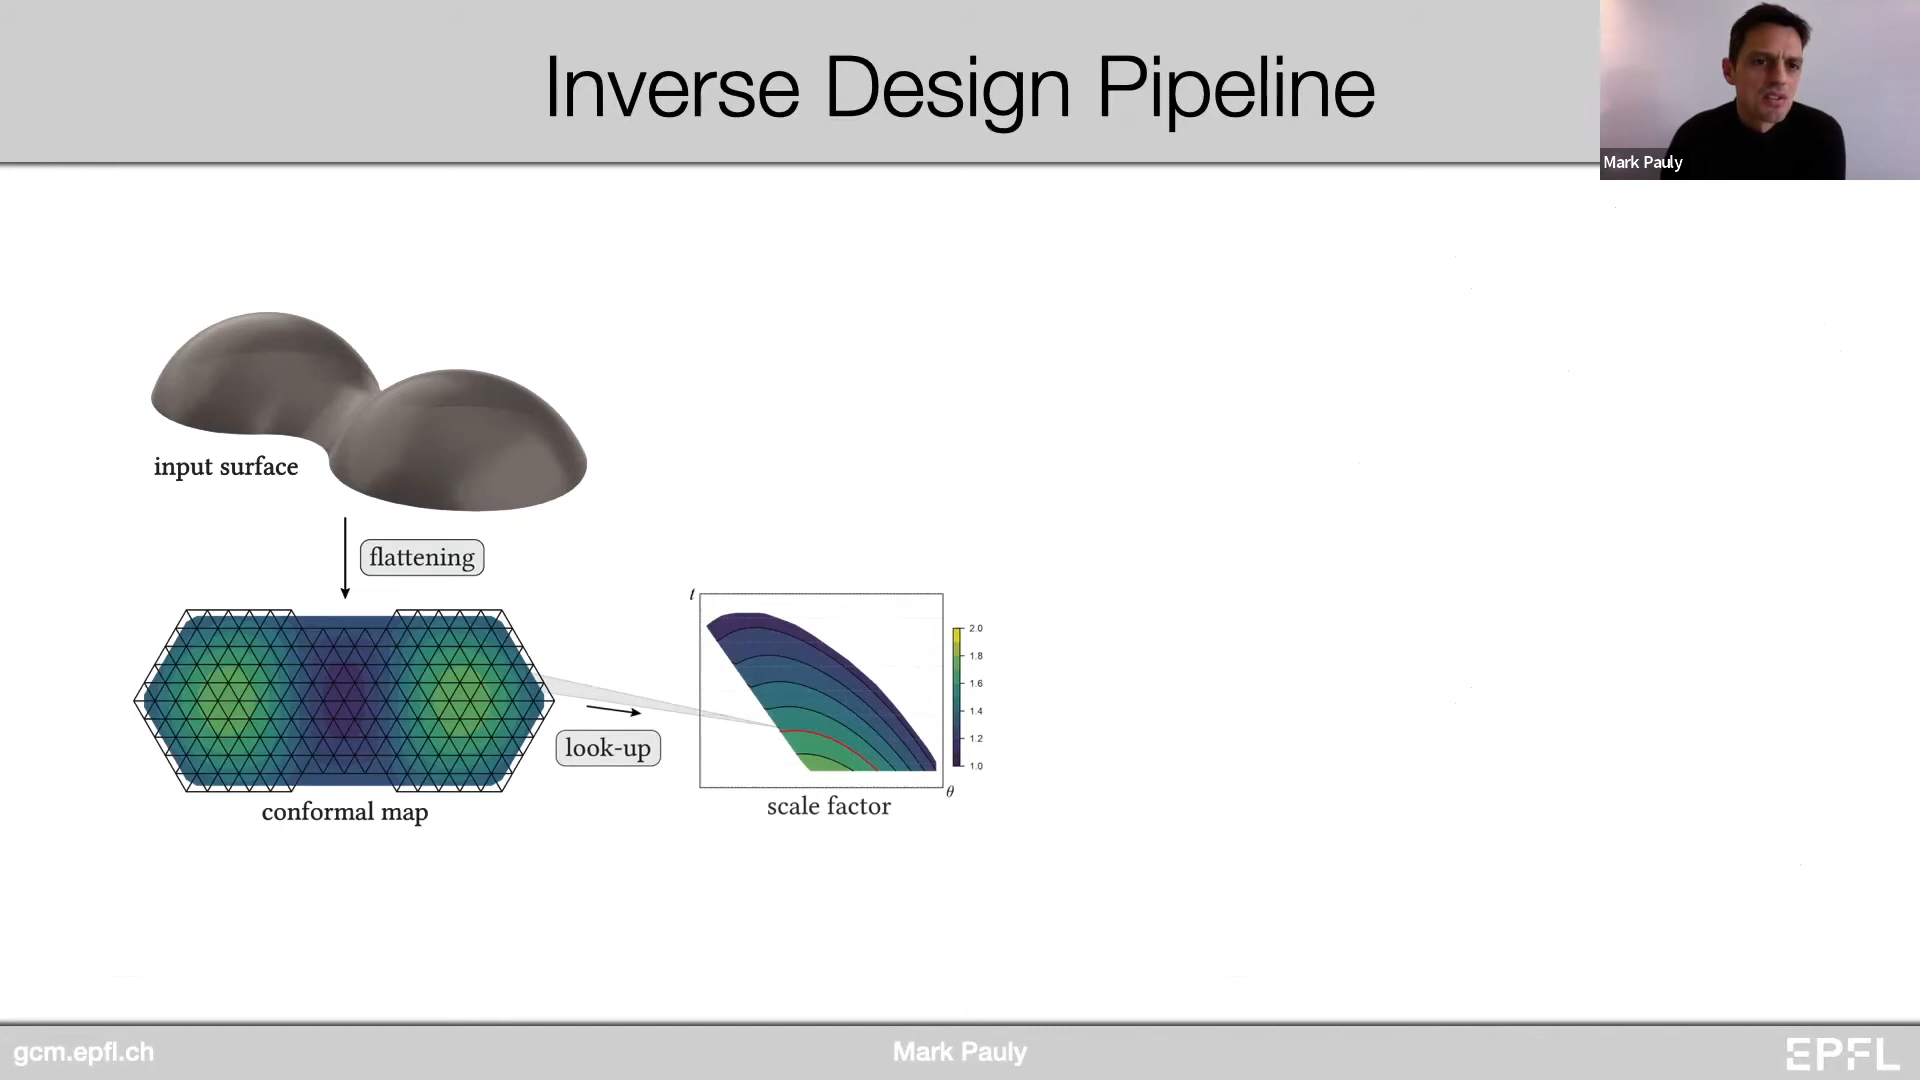 Inverse Design Pipeline
Mark Pauly
input surface
flattening
conformal map
look-up
t
2.0
1.8
1.6
1.4
1.2
1.0
θ
scale factor
gcm.epfl.ch
Mark Pauly
EPFL